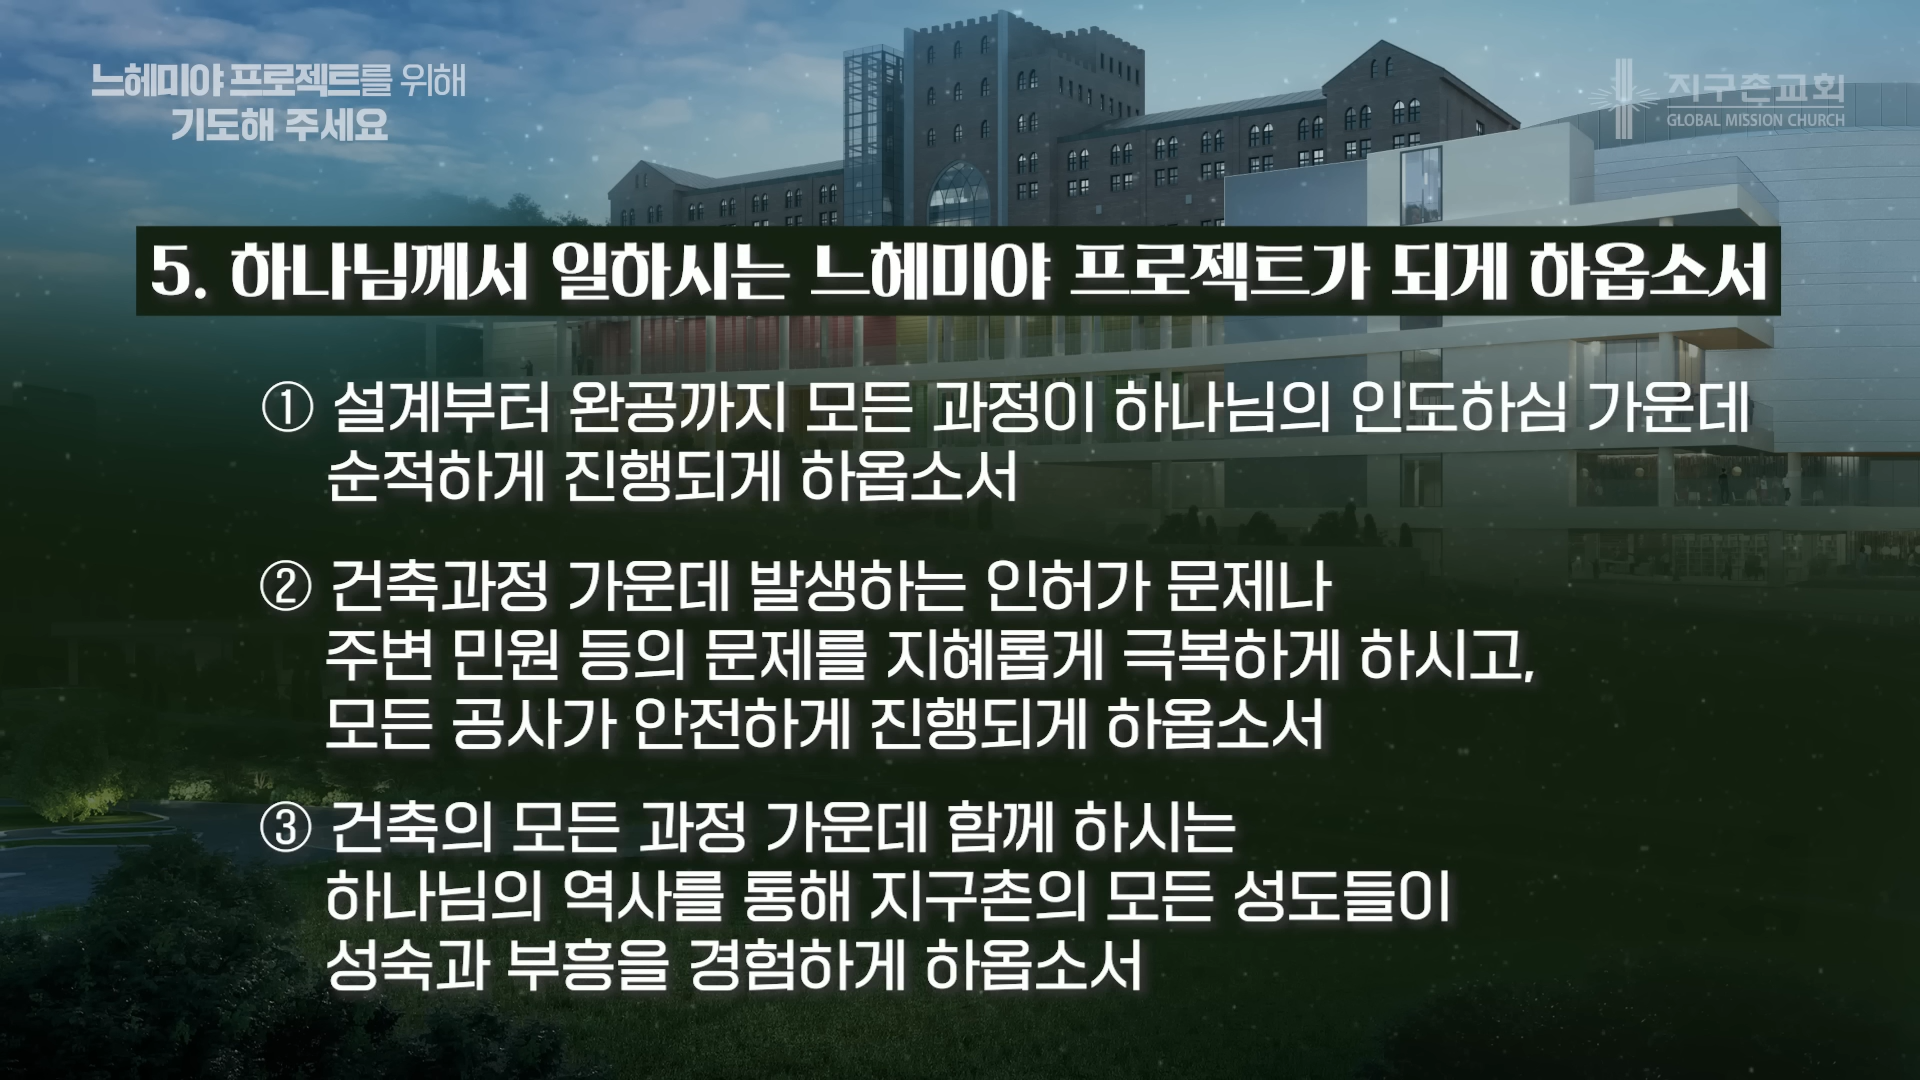 느헤미야 프로젝트를 위해
기도해 주세요
지구촌교회
GLOBAL MISSION CHURCH
5. 하나님께서 일하시는 느헤미야 프로젝트가 되게 하옵소서
① 설계부터 완공까지 모든 과정이 하나님의 인도하심 가운데
순적하게 진행되게 하옵소서
② 건축과정 가운데 발생하는 인허가 문제나
주변 민원 등의 문제를 지혜롭게 극복하게 하시고,
모든 공사가 안전하게 진행되게 하옵소서
③ 건축의 모든 과정 가운데 함께 하시는
하나님의 역사를 통해 지구촌의 모든 성도들이
성숙과 부흥을 경험하게 하옵소서